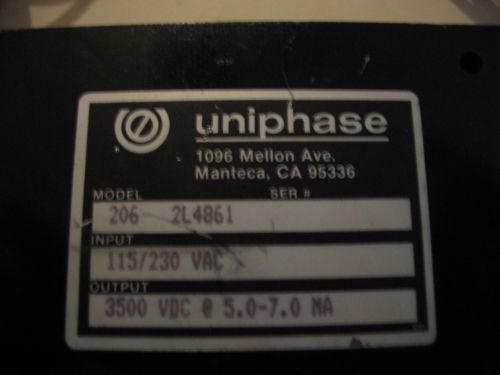 uniphase
1096 Mellon Ave.
Manteca, CA 95336
MODEL SER #
206 2L4861
INPUT
115/230 VAC
OUTPUT
3500 VDC @ 5.0-7.0 MA